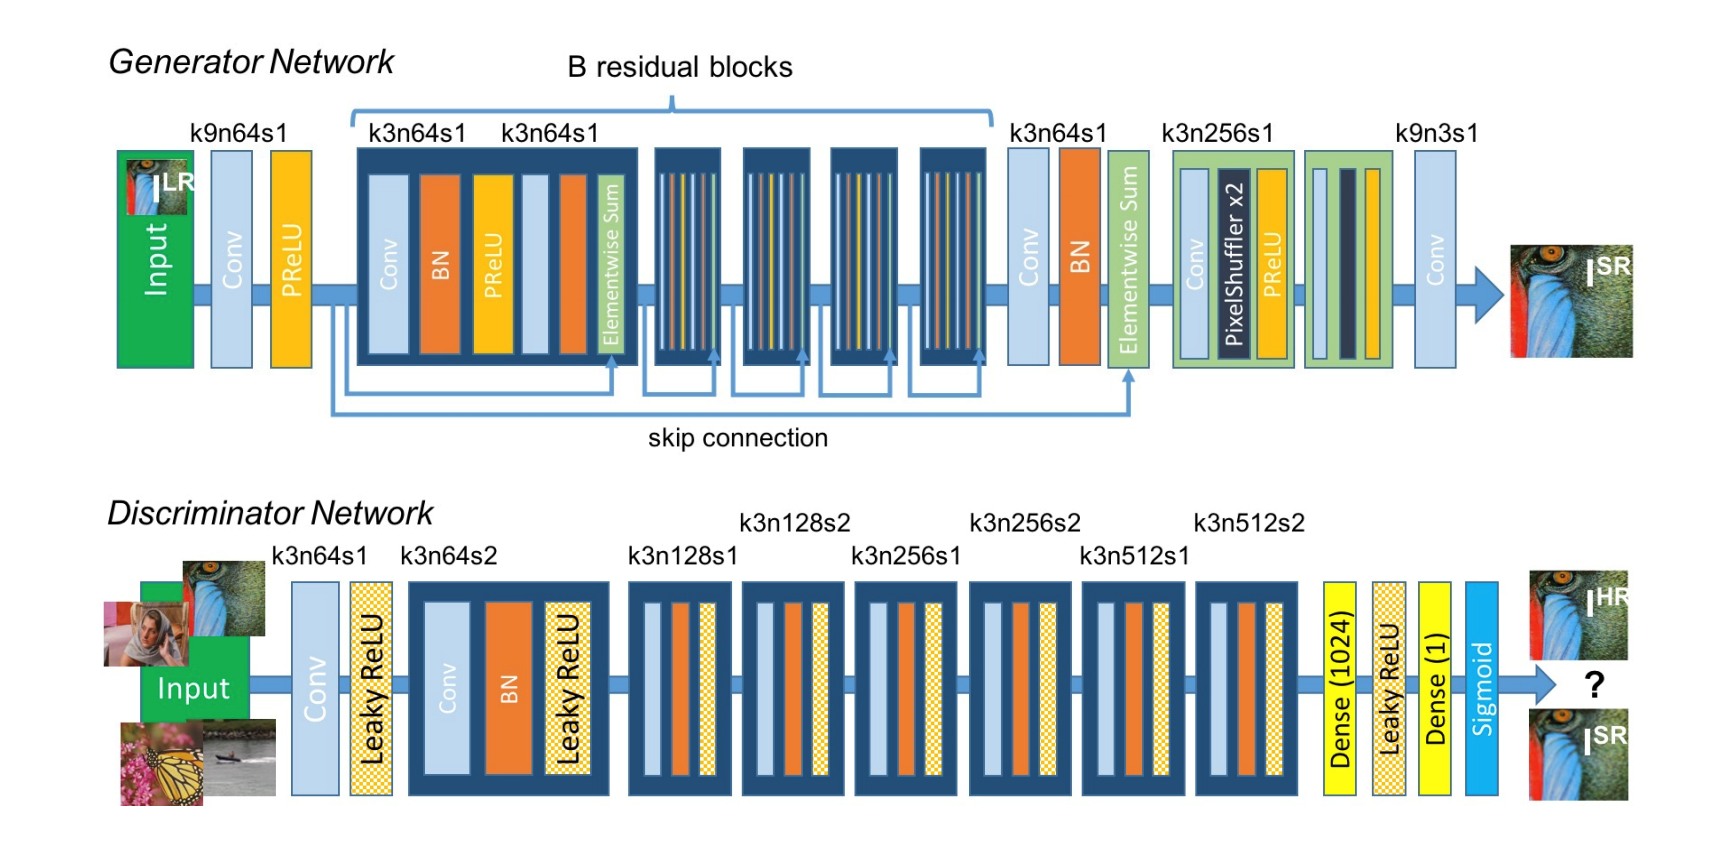 Generator Network
B residual blocks
k9n64s1
k3n64s1
k3n64s1
k3n64s1
k3n256s1
k9n3s1
I^LR
Input
Conv
PReLU
Conv
BN
PReLU
Elementwise Sum
Conv
BN
Elementwise Sum
Conv
PixelShuffler x2
PReLU
Conv
I^SR
skip connection
Discriminator Network
k3n128s2
k3n256s2
k3n512s2
k3n64s1
k3n64s2
k3n128s1
k3n256s1
k3n512s1
Input
Conv
Leaky ReLU
Conv
BN
Leaky ReLU
Dense (1024)
Leaky ReLU
Dense (1)
Sigmoid
I^HR
?
I^SR